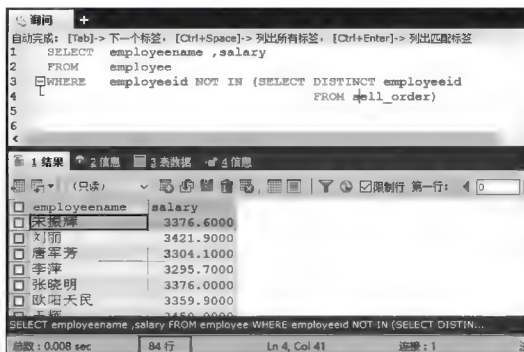 询问
自动完成： [Tab]-> 下一个标签， [Ctrl+Space]-> 列出所有标签， [Ctrl+Enter]-> 列出匹配标签
1 SELECT employeename ,salary
2 FROM employee
3 WHERE employeeid NOT IN (SELECT DISTINCT employeeid
4 FROM sell_order)
5
6
1 结果 2 信息 3 表数据 4 信息
(只读) 限制行 第一行： 0
employeename salary
宋振辉 3376.6000
刘丽 3421.9000
唐军芳 3304.1000
李萍 3295.7000
张晓明 3376.0000
欧阳天民 3359.9000
SELECT employeename ,salary FROM employee WHERE employeeid NOT IN (SELECT DISTIN...
总数：0.008 sec 84 行 Ln 4, Col 41 连接：1